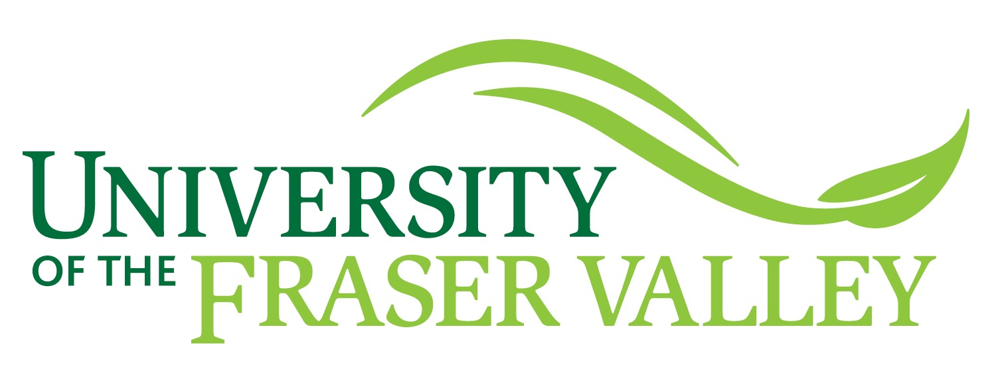 UNIVERSITY
OF THE FRASER VALLEY